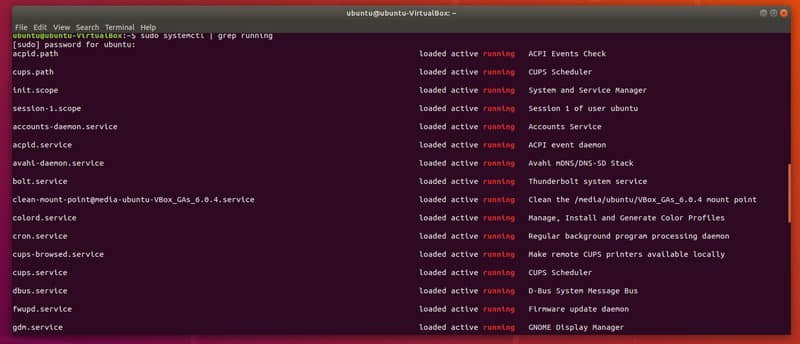 ubuntu@ubuntu-VirtualBox: ~
File Edit View Search Terminal Help
ubuntu@ubuntu-VirtualBox:~$ sudo systemctl | grep running
[sudo] password for ubuntu:
acpid.path loaded active running ACPI Events Check
cups.path loaded active running CUPS Scheduler
init.scope loaded active running System and Service Manager
session-1.scope loaded active running Session 1 of user ubuntu
accounts-daemon.service loaded active running Accounts Service
acpid.service loaded active running ACPI event daemon
avahi-daemon.service loaded active running Avahi mDNS/DNS-SD Stack
bolt.service loaded active running Thunderbolt system service
clean-mount-point@media-ubuntu-VBox_GAs_6.0.4.service loaded active running Clean the /media/ubuntu/VBox_GAs_6.0.4 mount point
colord.service loaded active running Manage, Install and Generate Color Profiles
cron.service loaded active running Regular background program processing daemon
cups-browsed.service loaded active running Make remote CUPS printers available locally
cups.service loaded active running CUPS Scheduler
dbus.service loaded active running D-Bus System Message Bus
fwupd.service loaded active running Firmware update daemon
gdm.service loaded active running GNOME Display Manager